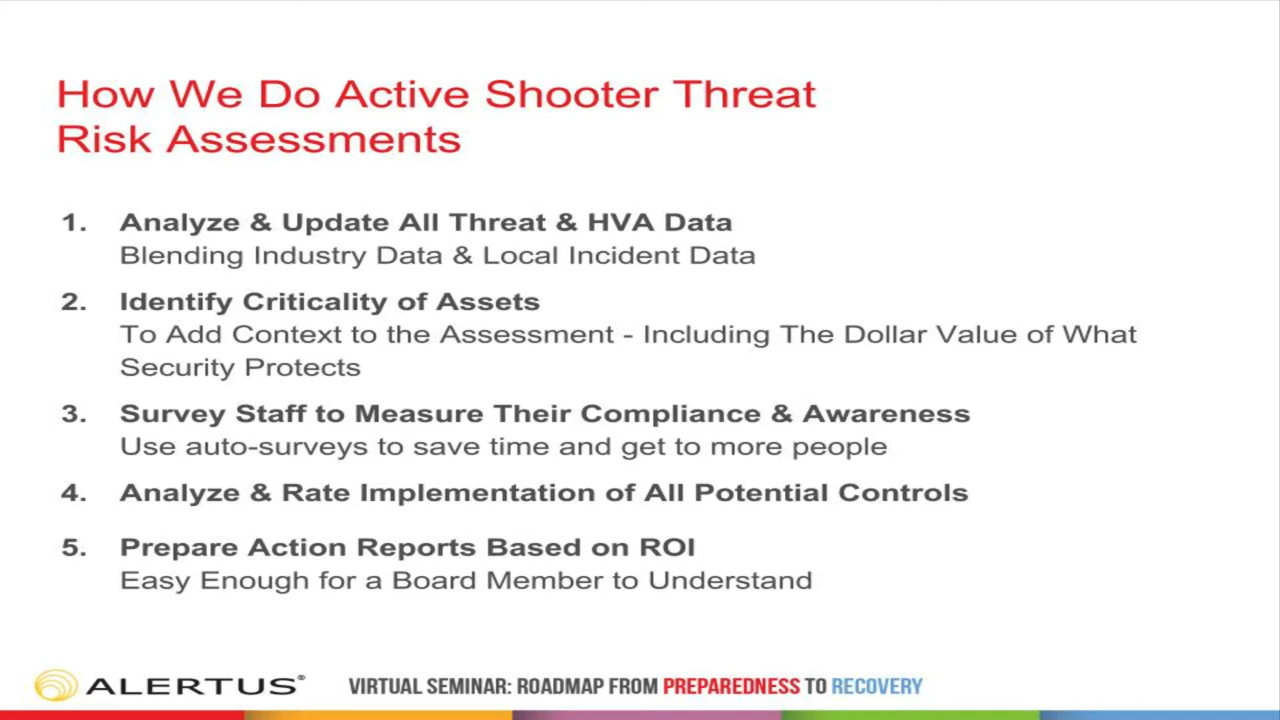 How We Do Active Shooter Threat
Risk Assessments
1. Analyze & Update All Threat & HVA Data
Blending Industry Data & Local Incident Data
2. Identify Criticality of Assets
To Add Context to the Assessment - Including The Dollar Value of What
Security Protects
3. Survey Staff to Measure Their Compliance & Awareness
Use auto-surveys to save time and get to more people
4. Analyze & Rate Implementation of All Potential Controls
5. Prepare Action Reports Based on ROI
Easy Enough for a Board Member to Understand
ALERTUS® VIRTUAL SEMINAR: ROADMAP FROM PREPAREDNESS TO RECOVERY